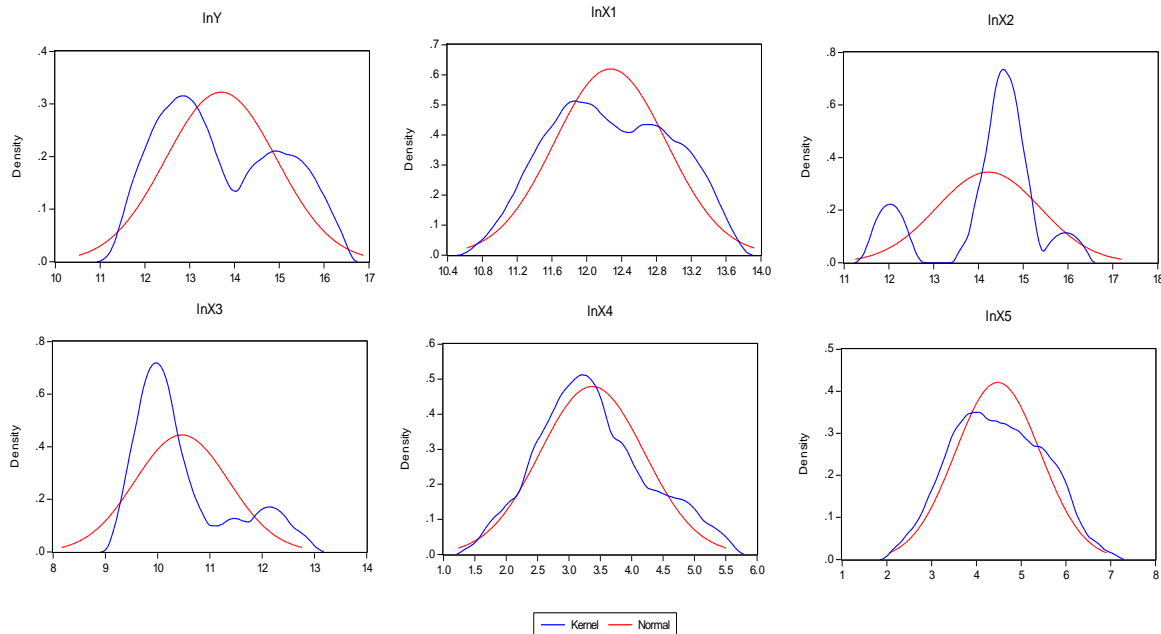 lnY
.4
.3
.2
.1
.0
Density
10 11 12 13 14 15 16 17
lnX1
.7
.6
.5
.4
.3
.2
.1
.0
Density
10.4 10.8 11.2 11.6 12.0 12.4 12.8 13.2 13.6 14.0
lnX2
.8
.6
.4
.2
.0
Density
11 12 13 14 15 16 17 18
lnX3
.8
.6
.4
.2
.0
Density
8 9 10 11 12 13 14
lnX4
.6
.5
.4
.3
.2
.1
.0
Density
1.0 1.5 2.0 2.5 3.0 3.5 4.0 4.5 5.0 5.5 6.0
lnX5
.5
.4
.3
.2
.1
.0
Density
1 2 3 4 5 6 7 8
Kernel Normal